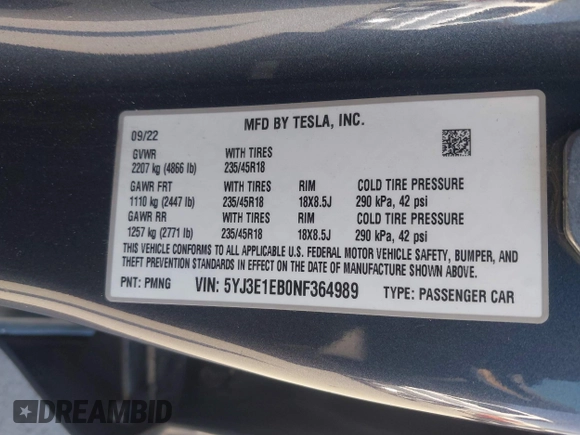 MFD BY TESLA, INC.
09/22
GVWR WITH TIRES
2207 kg (4866 lb) 235/45R18
GAWR FRT WITH TIRES RIM COLD TIRE PRESSURE
1110 kg (2447 lb) 235/45R18 18X8.5J 290 kPa, 42 psi
GAWR RR WITH TIRES RIM COLD TIRE PRESSURE
1257 kg (2771 lb) 235/45R18 18X8.5J 290 kPa, 42 psi
THIS VEHICLE CONFORMS TO ALL APPLICABLE U.S. FEDERAL MOTOR VEHICLE SAFETY, BUMPER, AND
THEFT PREVENTION STANDARDS IN EFFECT ON THE DATE OF MANUFACTURE SHOWN ABOVE.
PNT: PMNG VIN: 5YJ3E1EB0NF364989 TYPE: PASSENGER CAR
DREAMBID